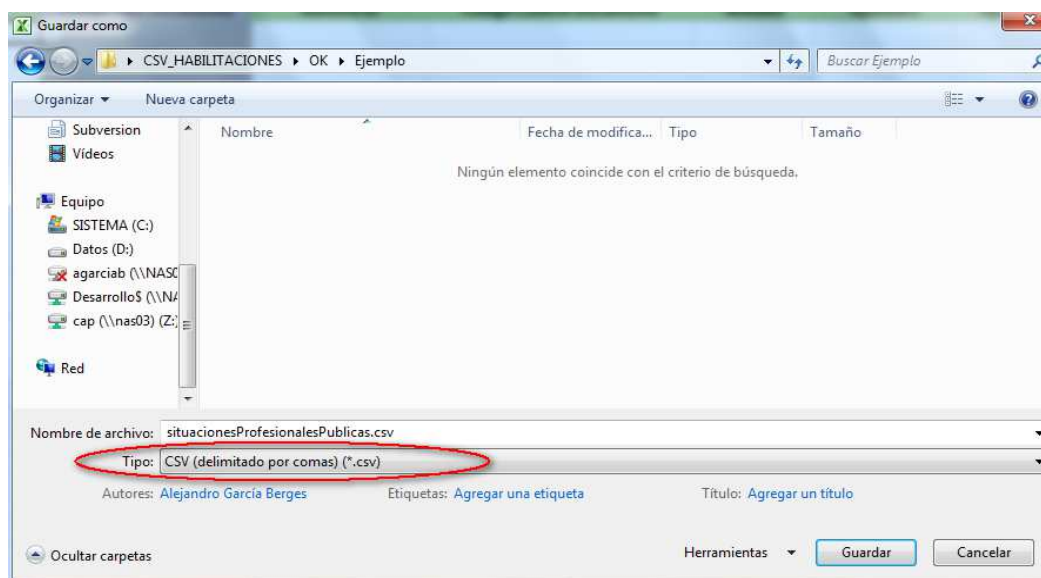 Guardar como
CSV_HABILITACIONES OK Ejemplo
Buscar Ejemplo
Organizar Nueva carpeta
Nombre Fecha de modifica... Tipo Tamaño
Ningún elemento coincide con el criterio de búsqueda.
Subversion
Vídeos
Equipo
SISTEMA (C:)
Datos (D:)
agarciab (\\NAS0
Desarrollo$ (\\NA
cap (\\nas03) (Z:)
Red
Nombre de archivo: situacionesProfesionalesPublicas.csv
Tipo: CSV (delimitado por comas) (*.csv)
Autores: Alejandro García Berges Etiquetas: Agregar una etiqueta Título: Agregar un título
Ocultar carpetas Herramientas Guardar Cancelar